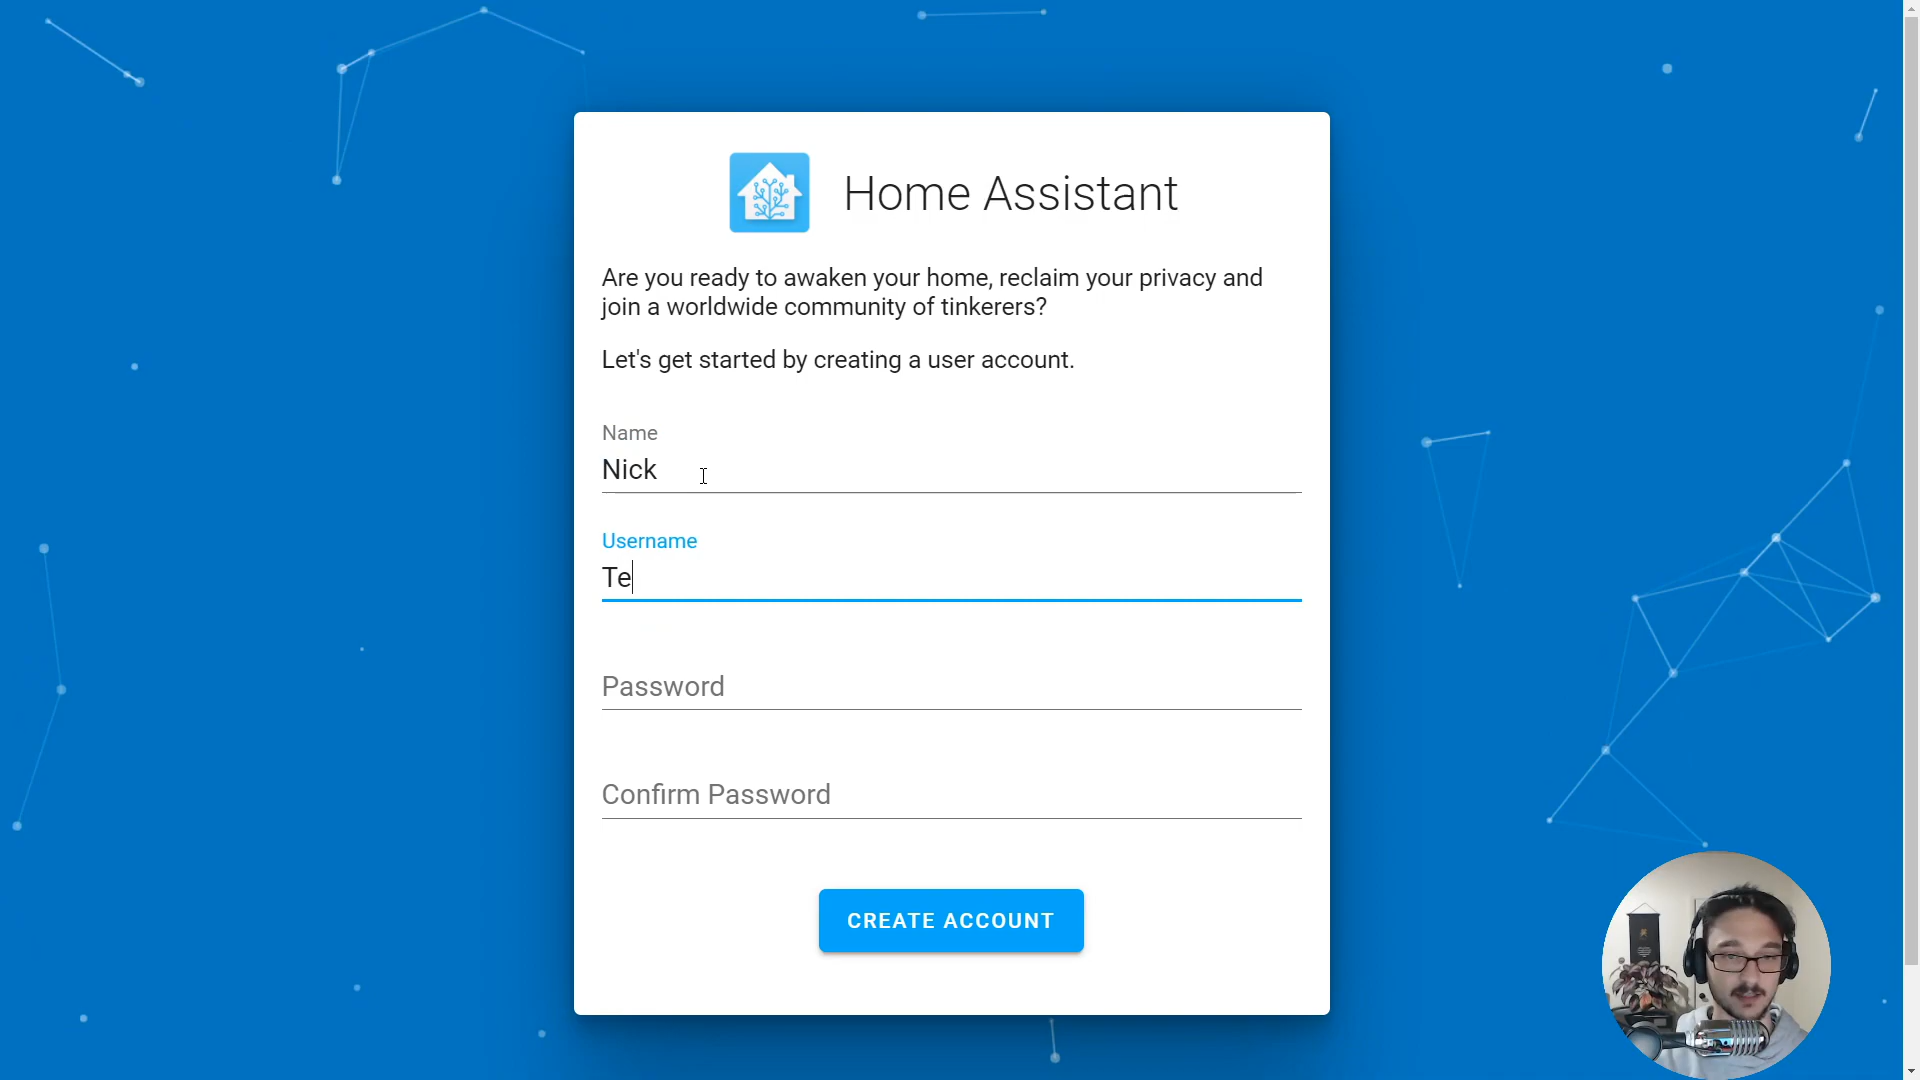 Home Assistant
Are you ready to awaken your home, reclaim your privacy and
join a worldwide community of tinkerers?
Let's get started by creating a user account.
Name
Nick
Username
Te
Password
Confirm Password
CREATE ACCOUNT